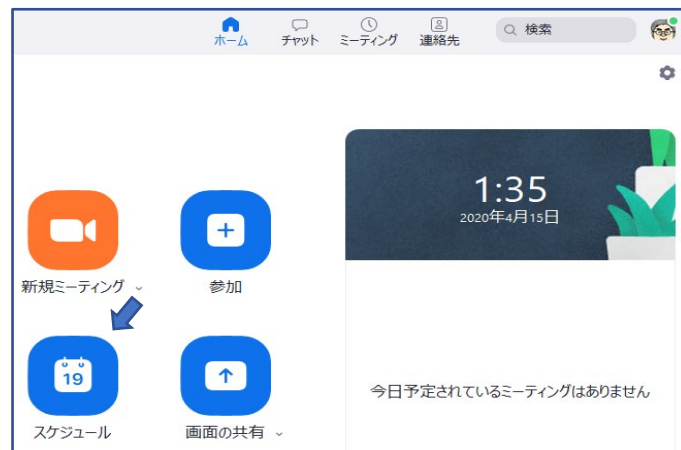 ホーム
チャット
ミーティング
連絡先
検索
1:35
2020年4月15日
新規ミーティング
参加
19
スケジュール
画面の共有
今日予定されているミーティングはありません